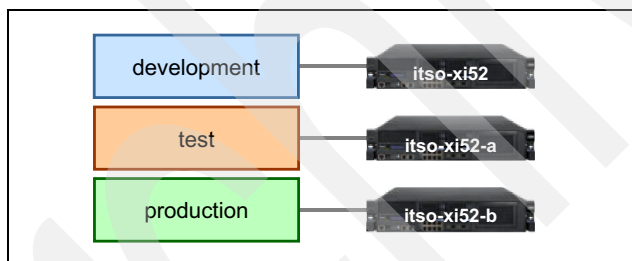 development
itso-xi52
test
itso-xi52-a
production
itso-xi52-b